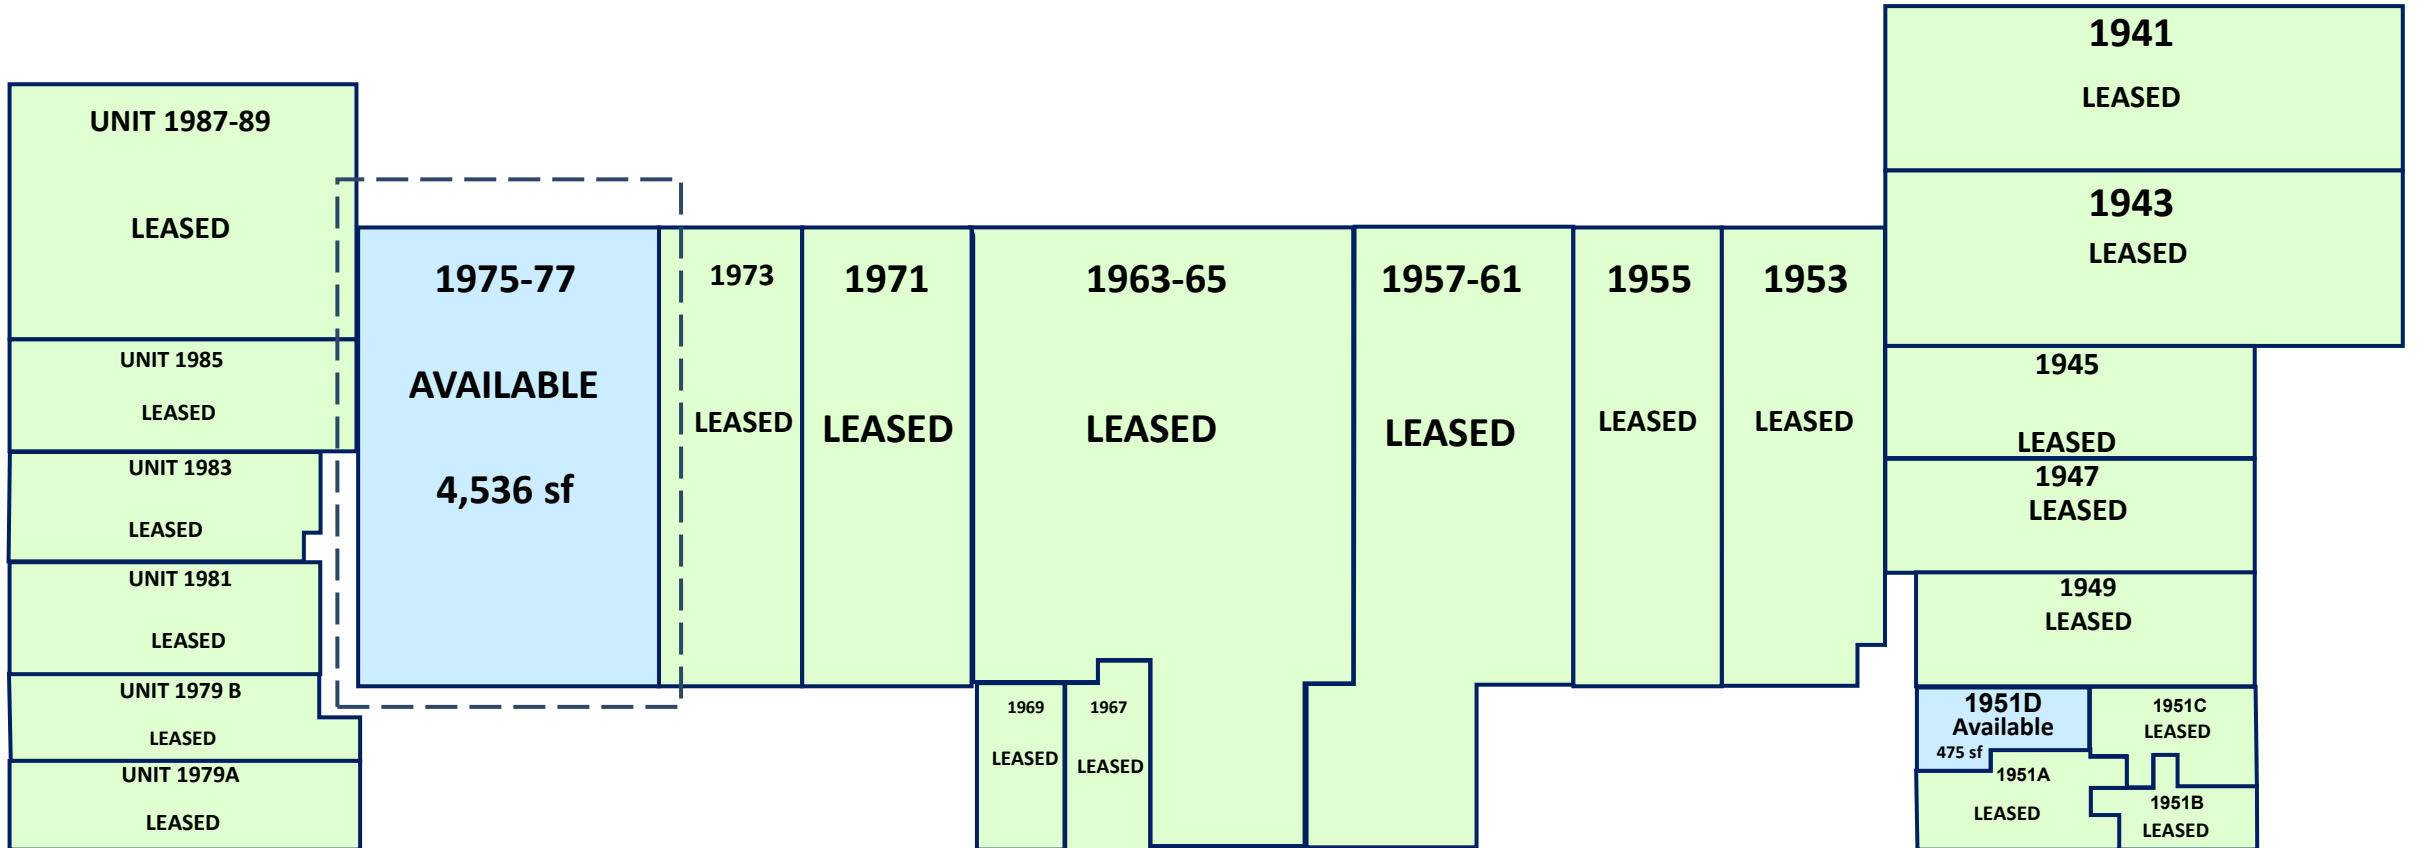 UNIT 1987-89
LEASED
UNIT 1985
LEASED
UNIT 1983
LEASED
UNIT 1981
LEASED
UNIT 1979 B
LEASED
UNIT 1979A
LEASED
1975-77
AVAILABLE
4,536 sf
1973
LEASED
1971
LEASED
1969
LEASED
1967
LEASED
1963-65
LEASED
1957-61
LEASED
1955
LEASED
1953
LEASED
1941
LEASED
1943
LEASED
1945
LEASED
1947
LEASED
1949
LEASED
1951D
Available
475 sf
1951C
LEASED
1951A
LEASED
1951B
LEASED